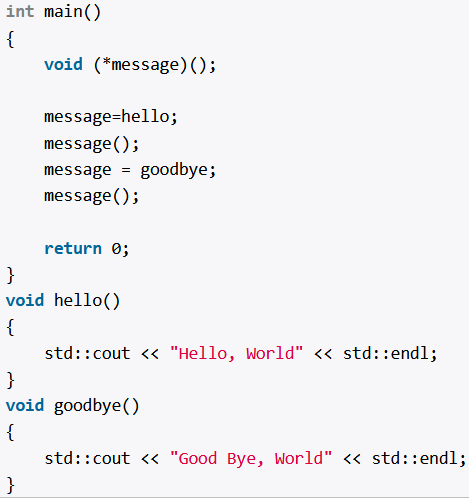 int main()
{
    void (*message)();

    message=hello;
    message();
    message = goodbye;
    message();

    return 0;
}
void hello()
{
    std::cout << "Hello, World" << std::endl;
}
void goodbye()
{
    std::cout << "Good Bye, World" << std::endl;
}